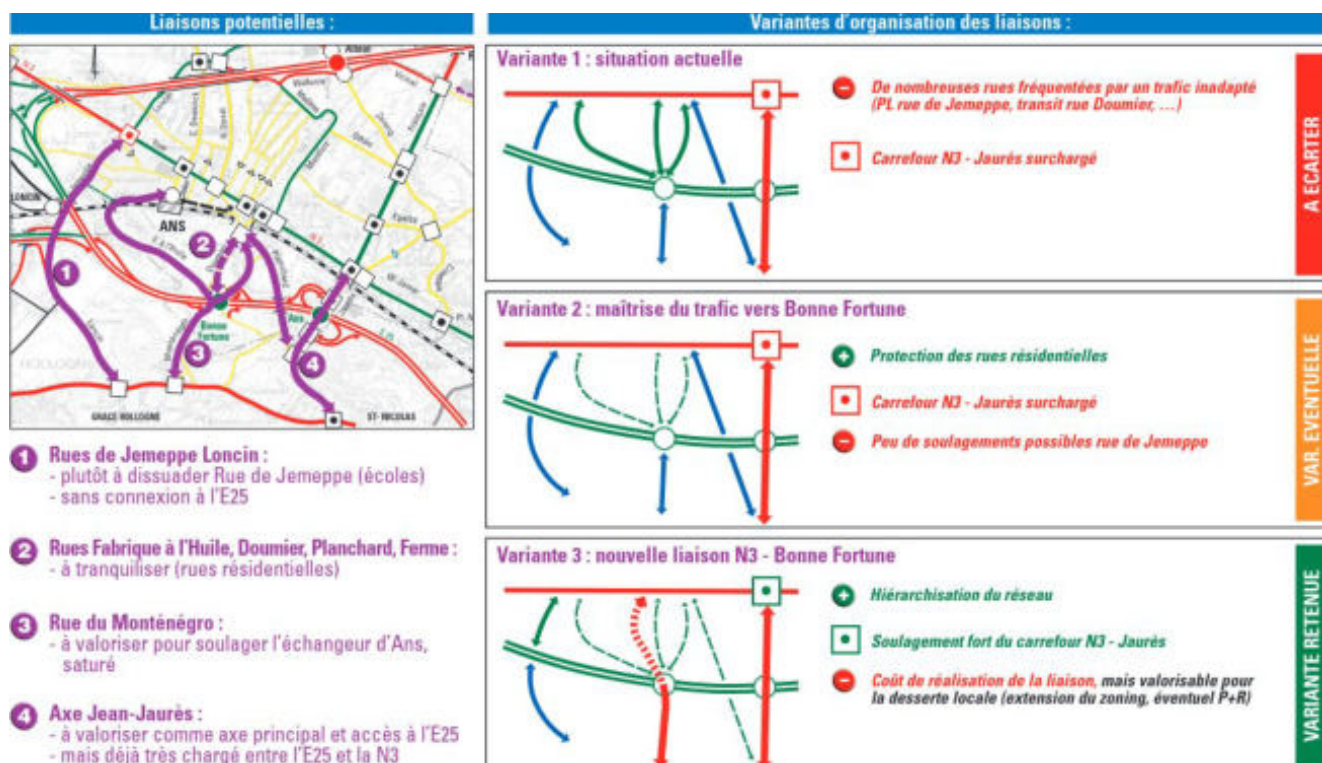 Liaisons potentielles :
LONCIN
ANS
1
2
3
4
Bonne
Fortune
Ans
GRACE HOLLOGNE
ST-NICOLAS
1 Rues de Jemeppe Loncin :
- plutôt à dissuader Rue de Jemeppe (écoles)
- sans connexion à l'E25
2 Rues Fabrique à l'Huile, Doumier, Planchard, Ferme :
- à tranquiliser (rues résidentielles)
3 Rue du Monténégro :
- à valoriser pour soulager l'échangeur d'Ans,
saturé
4 Axe Jean-Jaurès :
- à valoriser comme axe principal et accès à l'E25
- mais déjà très chargé entre l'E25 et la N3
Variantes d'organisation des liaisons :
Variante 1 : situation actuelle
De nombreuses rues fréquentées par un trafic inadapté
(PL rue de Jemeppe, transit rue Doumier, ...)
Carrefour N3 - Jaurès surchargé
A ECARTER
Variante 2 : maîtrise du trafic vers Bonne Fortune
Protection des rues résidentielles
Carrefour N3 - Jaurès surchargé
Peu de soulagements possibles rue de Jemeppe
VAR. EVENTUELLE
Variante 3 : nouvelle liaison N3 - Bonne Fortune
Hiérarchisation du réseau
Soulagement fort du carrefour N3 - Jaurès
Coût de réalisation de la liaison, mais valorisable pour
la desserte locale (extension du zoning, éventuel P+R)
VARIANTE RETENUE